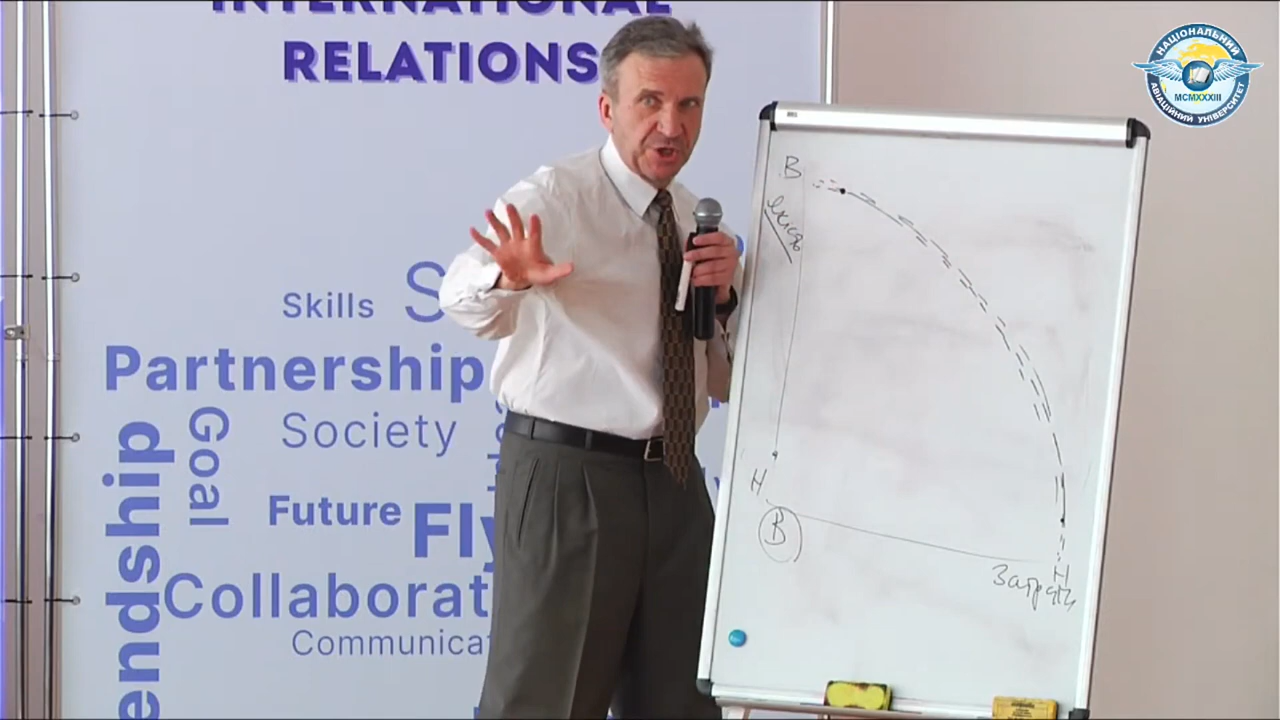 INTERNATIONAL
RELATIONS
НАЦІОНАЛЬНИЙ
АВІАЦІЙНИЙ УНІВЕРСИТЕТ
MCMXXXIII
Skills
Partnership
Society
Goal
Future
Fly
Collaborat
Communicat
endship
В
Н
В
Н